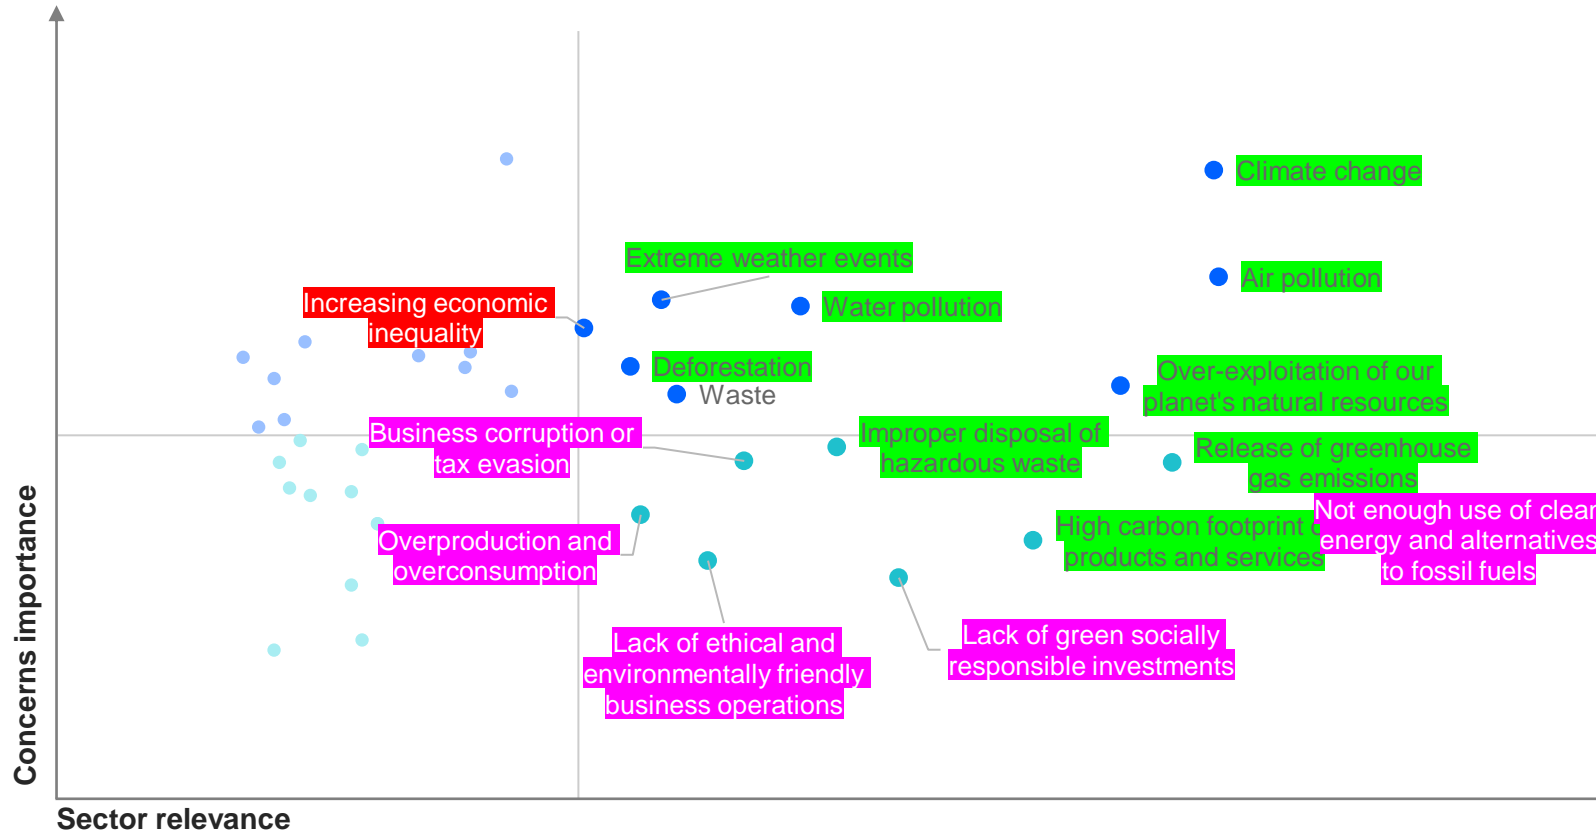 Climate change
Extreme weather events
Air pollution
Increasing economic
inequality
Water pollution
Deforestation
Waste
Over-exploitation of our
planet's natural resources
Business corruption or
tax evasion
Improper disposal of
hazardous waste
Release of greenhouse
gas emissions
Overproduction and
overconsumption
High carbon footprint
products and services
Not enough use of clean
energy and alternatives
to fossil fuels
Lack of ethical and
environmentally friendly
business operations
Lack of green socially
responsible investments
Concerns importance
Sector relevance